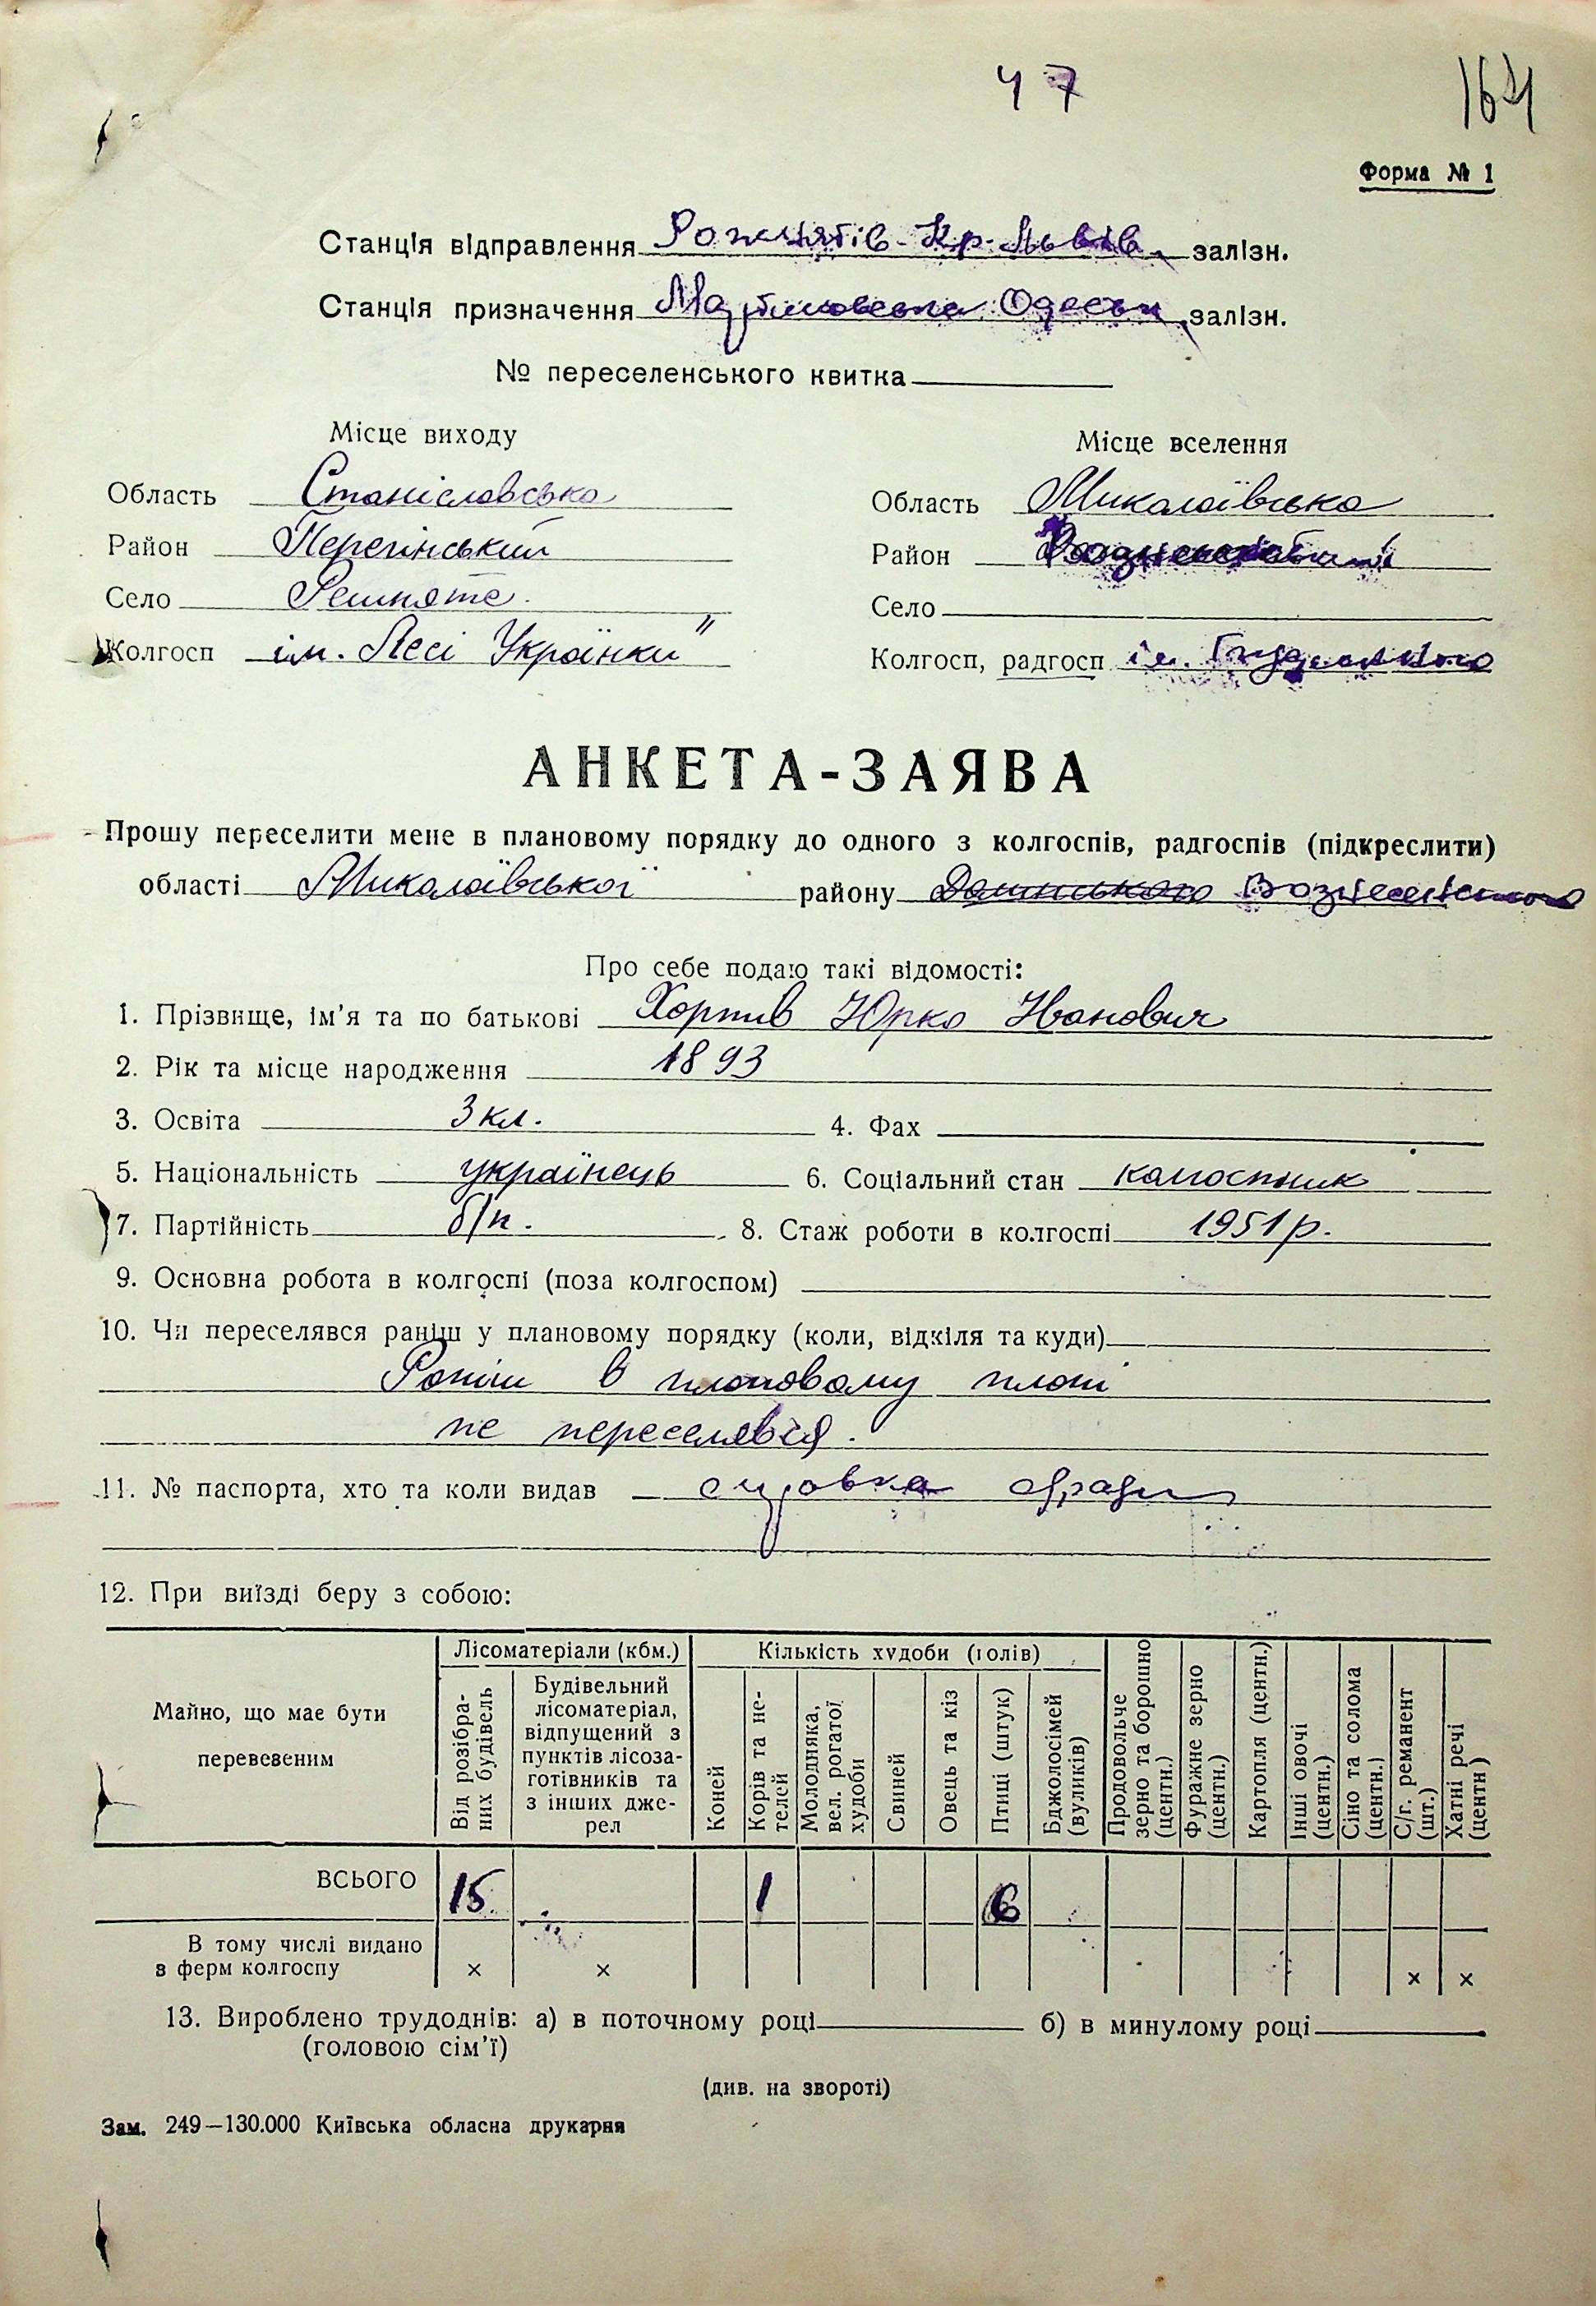 47
164
Форма № 1
Станція відправлення Рожнятів-Кр. Львів. залізн.
Станція призначення Мартиновська Одеськ залізн.
№ переселенського квитка
Місце виходу
Місце вселення
Область Станіславська
Область Миколаївська
Район Перегінський
Район
Село
Село
Колгосп ім. Лесі Українки"
Колгосп, радгосп ім.
АНКЕТА-ЗАЯВА
Прошу переселити мене в плановому порядку до одного з колгоспів, радгоспів (підкреслити)
області Миколаївської району Вознесенського
Про себе подаю такі відомості:
1. Прізвище, ім'я та по батькові Хортів Юрко Іванович
2. Рік та місце народження 1893
3. Освіта 3 кл. 4. Фах
5. Національність українець 6. Соціальний стан колгоспник
7. Партійність б/п. 8. Стаж роботи в колгоспі 1951 р.
9. Основна робота в колгоспі (поза колгоспом)
10. Чи переселявся раніш у плановому порядку (коли, відкіля та куди)
Раніш в плановому плані
не переселявся.
11. № паспорта, хто та коли видав
12. При виїзді беру з собою:
Майно, що має бути перевезеним
Лісоматеріали (кбм.)
Від розібраних будівель
Будівельний лісоматеріал, відпущений з пунктів лісозаготівників та з інших джерел
Кількість худоби (голів)
Коней
Корів та нетелей
Молодняка, вел. рогатої худоби
Свиней
Овець та кіз
Птиці (штук)
Бджолосімей (вуликів)
Продовольче зерно та борошно (центн.)
Фуражне зерно (центн.)
Картопля (центн.)
Інші овочі (центн.)
Сіно та солома (центн.)
С/г. реманент (шт.)
Хатні речі (центн)
ВСЬОГО 15 1 6
В тому числі видано з ферм колгоспу × × × ×
13. Вироблено трудоднів: а) в поточному році б) в минулому році
(головою сім'ї)
(див. на звороті)
Зам. 249—130.000 Київська обласна друкарня